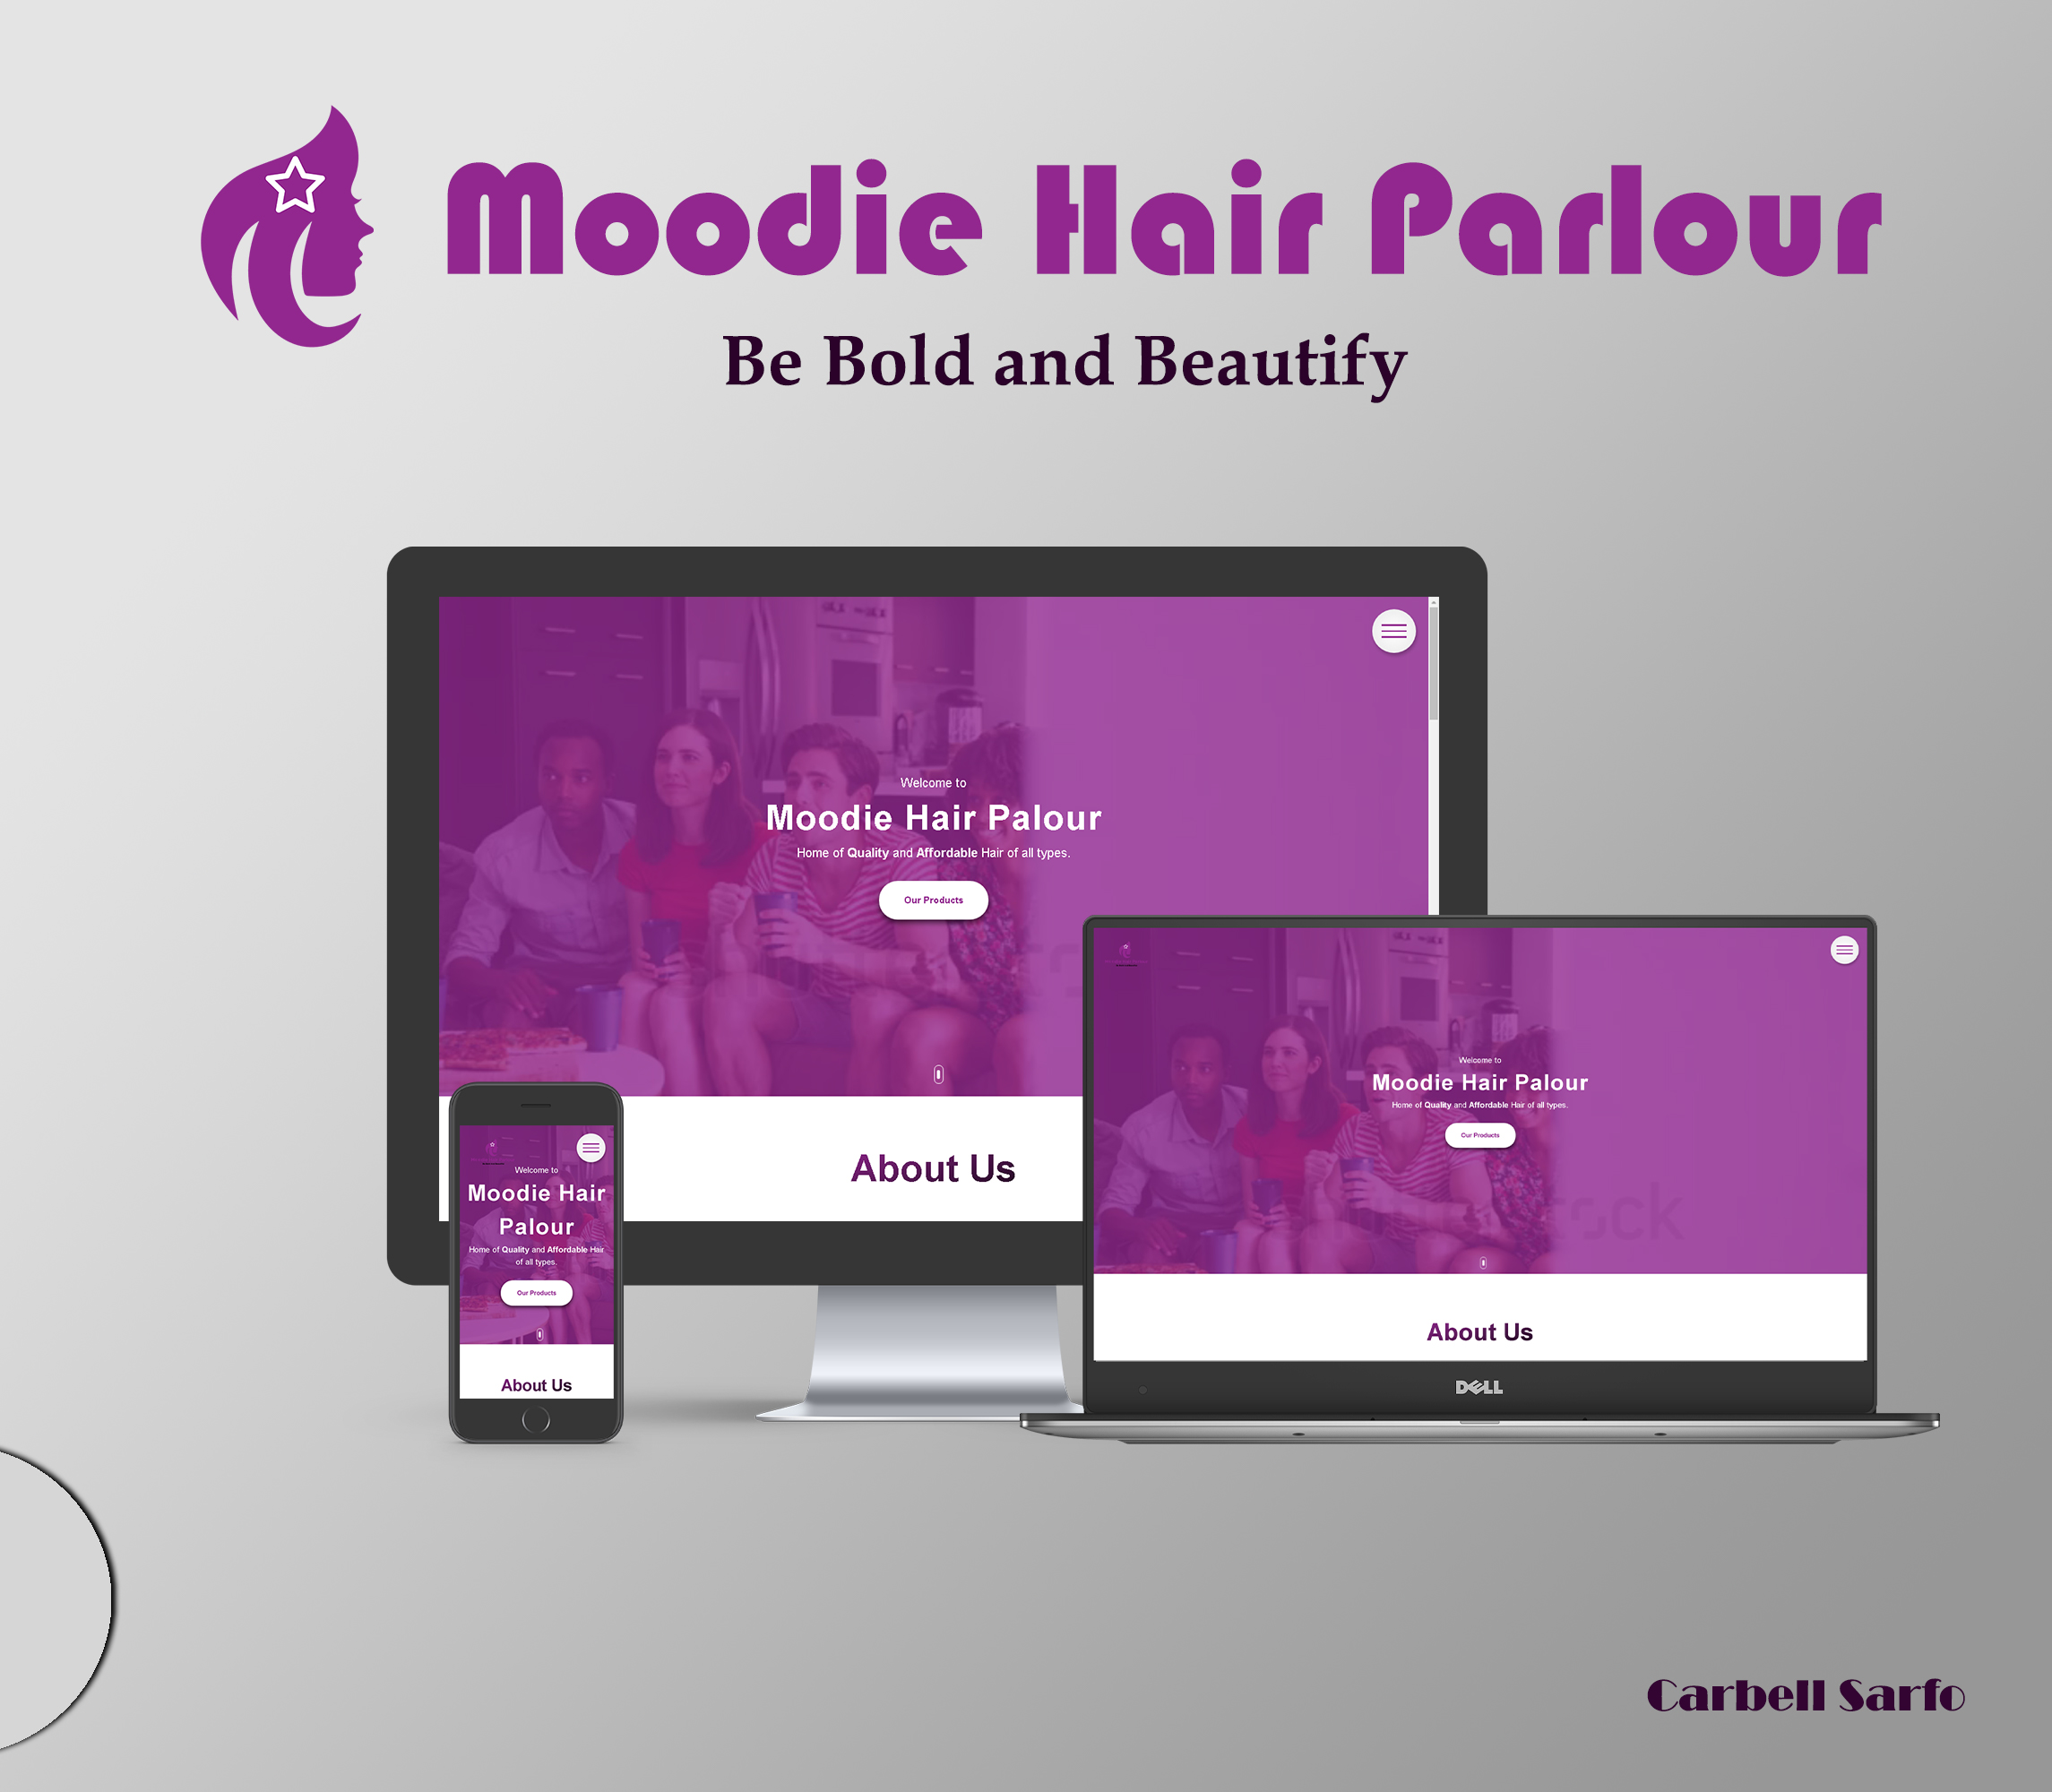 Moodie Hair Parlour
Be Bold and Beautify
Welcome to
Moodie Hair Palour
Home of Quality and Affordable Hair of all types.
Our Products
About Us
Welcome to
Moodie Hair Palour
Home of Quality and Affordable Hair of all types.
Our Products
About Us
DELL
Welcome to
Moodie Hair
Palour
Home of Quality and Affordable Hair
of all types.
Our Products
About Us
Carbell Sarfo